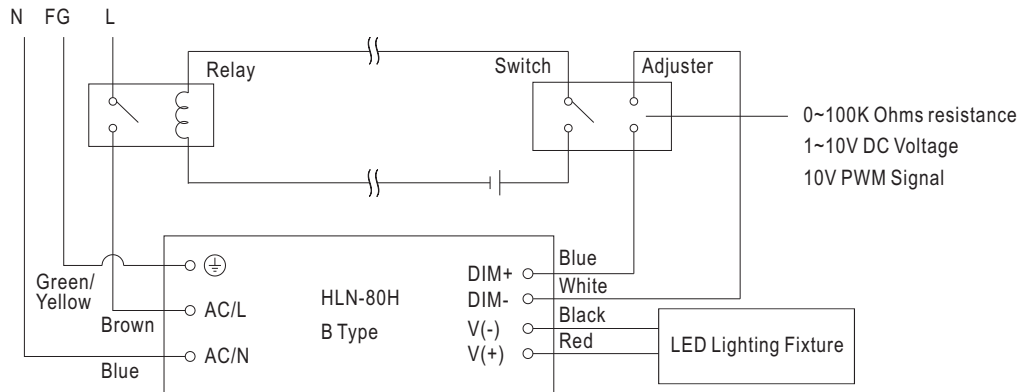 N FG L
Relay
Switch
Adjuster
0~100K Ohms resistance
1~10V DC Voltage
10V PWM Signal
Green/
Yellow
Brown
Blue
AC/L
AC/N
HLN-80H
B Type
DIM+
DIM-
V(-)
V(+)
Blue
White
Black
Red
LED Lighting Fixture